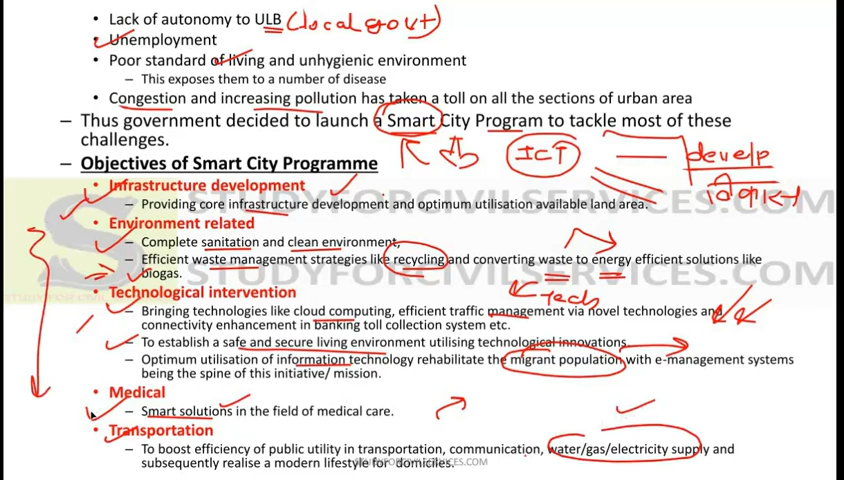 • Lack of autonomy to ULB (local govt)
• Unemployment
• Poor standard of living and unhygienic environment
– This exposes them to a number of disease
• Congestion and increasing pollution has taken a toll on all the sections of urban area
– Thus government decided to launch a Smart City Program to tackle most of these
challenges.
ICT
develp
– Objectives of Smart City Programme
• Infrastructure development
– Providing core infrastructure development and optimum utilisation available land area.
STUDYFORCIVILSERVICES.COM
• Environment related
– Complete sanitation and clean environment,
– Efficient waste management strategies like recycling and converting waste to energy efficient solutions like
biogas.
STUDYFORCIVILSERVICES.COM
• Technological intervention
Tech
– Bringing technologies like cloud computing, efficient traffic management via novel technologies and
connectivity enhancement in banking toll collection system etc.
– To establish a safe and secure living environment utilising technological innovations.
– Optimum utilisation of information technology rehabilitate the migrant population with e-management systems
being the spine of this initiative/ mission.
• Medical
– Smart solutions in the field of medical care.
• Transportation
– To boost efficiency of public utility in transportation, communication, water/gas/electricity supply and
subsequently realise a modern lifestyle for domiciles.
STUDYFORCIVILSERVICES.COM